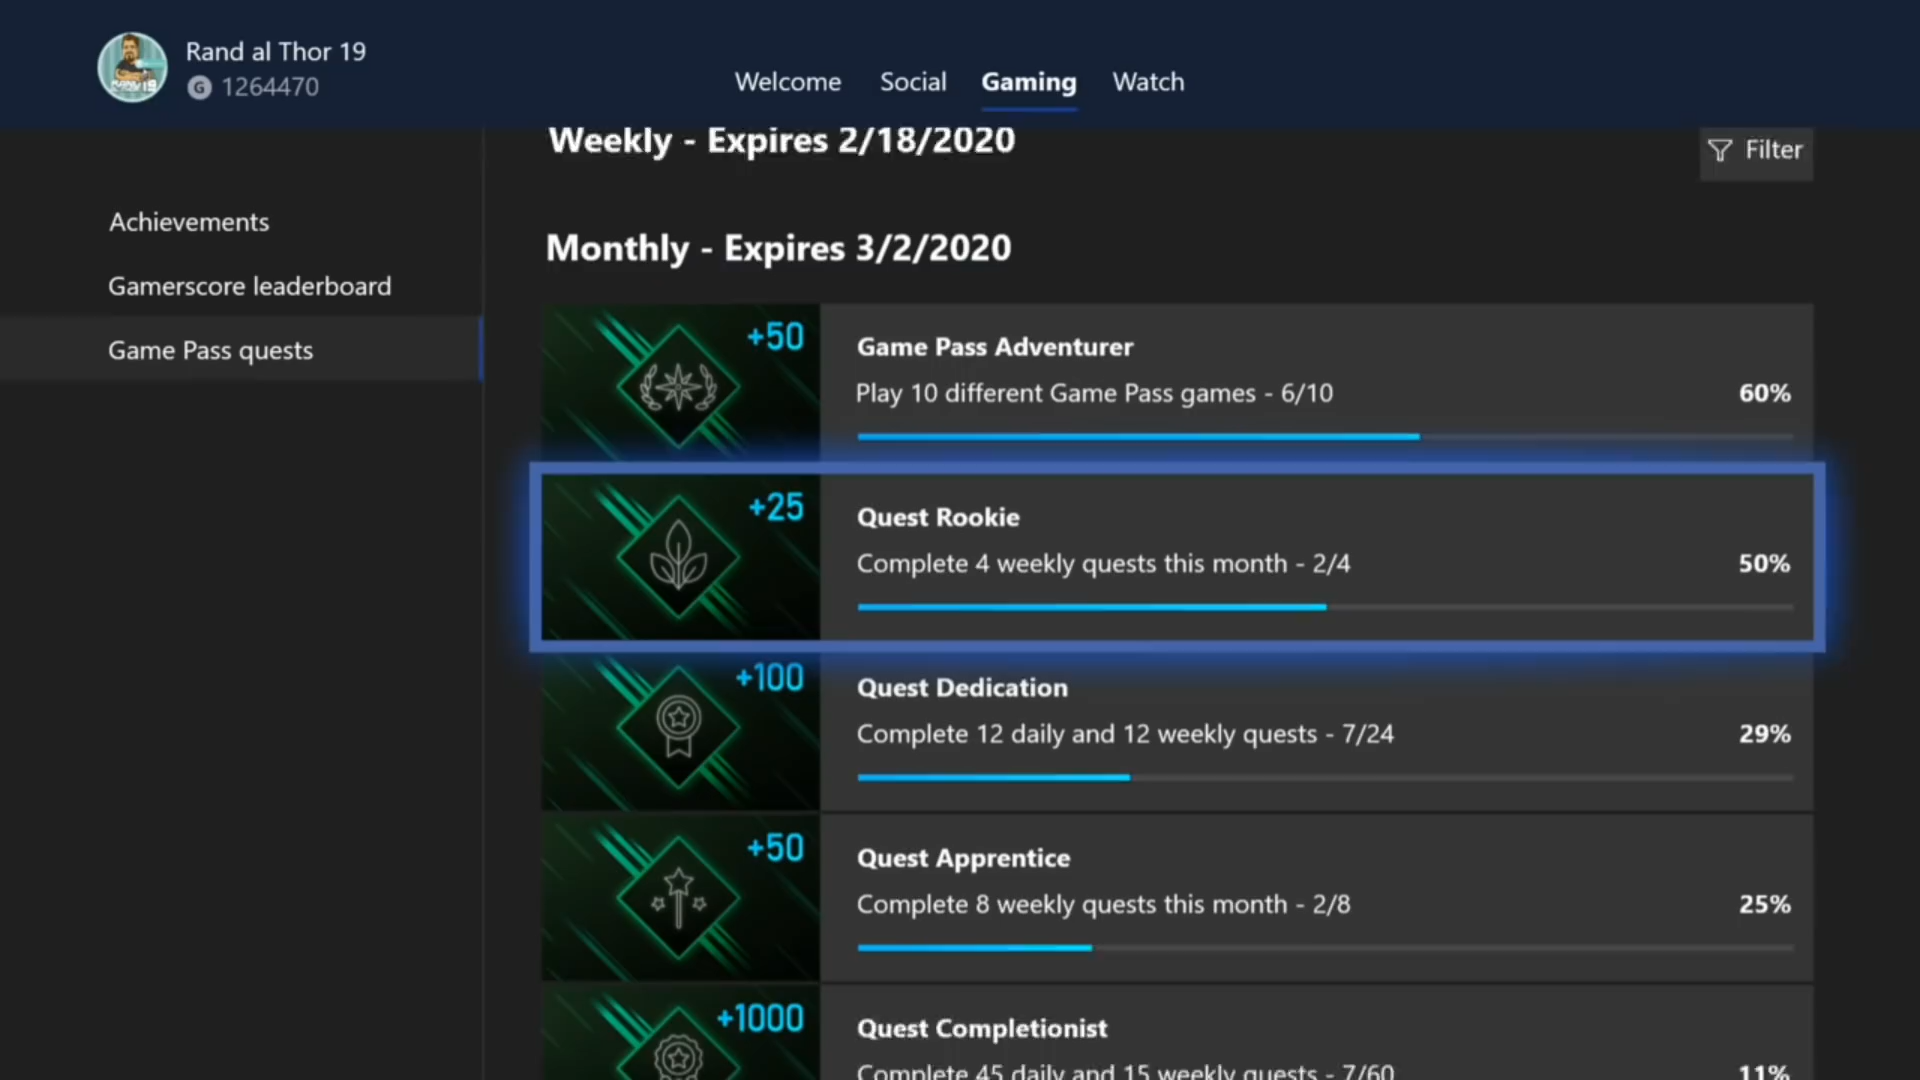 Rand al Thor 19
G 1264470
Welcome Social Gaming Watch
Weekly - Expires 2/18/2020
Filter
Achievements
Gamerscore leaderboard
Game Pass quests
Monthly - Expires 3/2/2020
+50
Game Pass Adventurer
Play 10 different Game Pass games - 6/10
60%
+25
Quest Rookie
Complete 4 weekly quests this month - 2/4
50%
+100
Quest Dedication
Complete 12 daily and 12 weekly quests - 7/24
29%
+50
Quest Apprentice
Complete 8 weekly quests this month - 2/8
25%
+1000
Quest Completionist
Complete 45 daily and 15 weekly quests - 7/60
11%